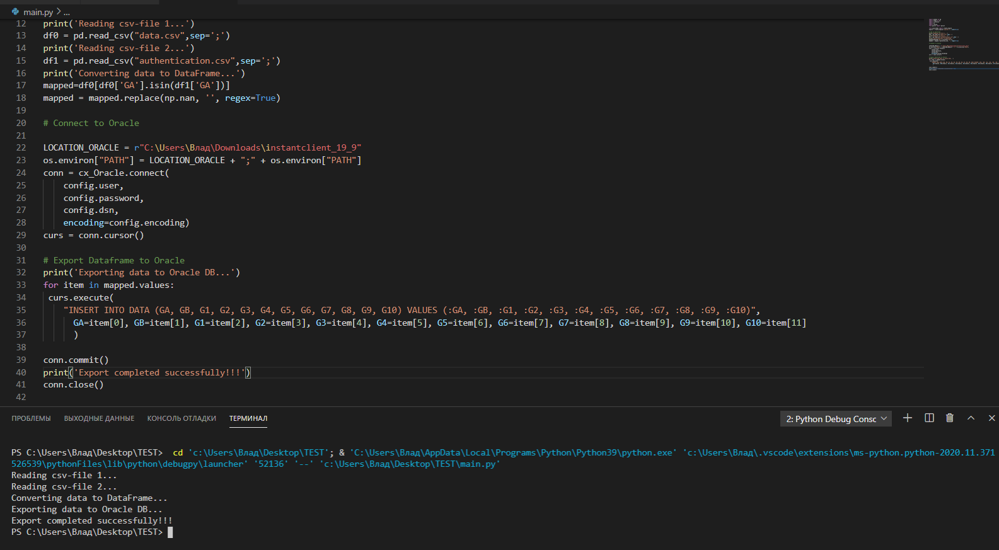 main.py > ...
12 print('Reading csv-file 1...')
13 df0 = pd.read_csv("data.csv",sep=';')
14 print('Reading csv-file 2...')
15 df1 = pd.read_csv("authentication.csv",sep=';')
16 print('Converting data to DataFrame...')
17 mapped=df0[df0['GA'].isin(df1['GA'])]
18 mapped = mapped.replace(np.nan, '', regex=True)
19
20 # Connect to Oracle
21
22 LOCATION_ORACLE = r"C:\Users\Влад\Downloads\instantclient_19_9"
23 os.environ["PATH"] = LOCATION_ORACLE + ";" + os.environ["PATH"]
24 conn = cx_Oracle.connect(
25     config.user,
26     config.password,
27     config.dsn,
28     encoding=config.encoding)
29 curs = conn.cursor()
30
31 # Export Dataframe to Oracle
32 print('Exporting data to Oracle DB...')
33 for item in mapped.values:
34  curs.execute(
35     "INSERT INTO DATA (GA, GB, G1, G2, G3, G4, G5, G6, G7, G8, G9, G10) VALUES (:GA, :GB, :G1, :G2, :G3, :G4, :G5, :G6, :G7, :G8, :G9, :G10)",
36       GA=item[0], GB=item[1], G1=item[2], G2=item[3], G3=item[4], G4=item[5], G5=item[6], G6=item[7], G7=item[8], G8=item[9], G9=item[10], G10=item[11]
37       )
38
39 conn.commit()
40 print('Export completed successfully!!!')
41 conn.close()
42
ПРОБЛЕМЫ ВЫХОДНЫЕ ДАННЫЕ КОНСОЛЬ ОТЛАДКИ ТЕРМИНАЛ 2: Python Debug Consc
PS C:\Users\Влад\Desktop\TEST>  cd 'c:\Users\Влад\Desktop\TEST'; & 'C:\Users\Влад\AppData\Local\Programs\Python\Python39\python.exe' 'c:\Users\Влад\.vscode\extensions\ms-python.python-2020.11.371
526539\pythonFiles\lib\python\debugpy\launcher' '52136' '--' 'c:\Users\Влад\Desktop\TEST\main.py'
Reading csv-file 1...
Reading csv-file 2...
Converting data to DataFrame...
Exporting data to Oracle DB...
Export completed successfully!!!
PS C:\Users\Влад\Desktop\TEST>